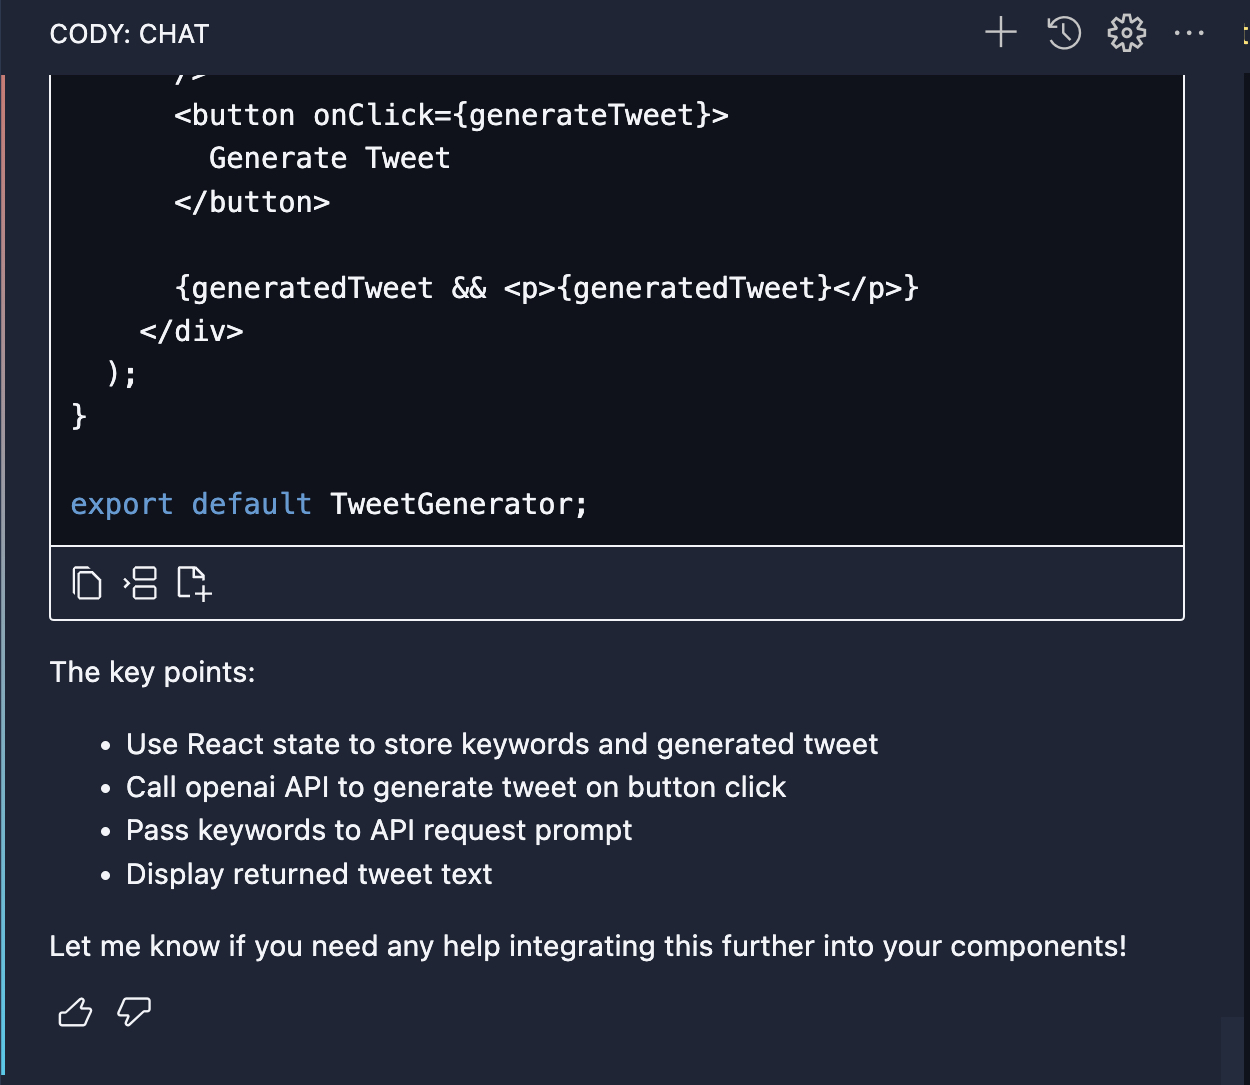 CODY: CHAT
/>
<button onClick={generateTweet}>
Generate Tweet
</button>
{generatedTweet && <p>{generatedTweet}</p>}
</div>
);
}
export default TweetGenerator;
The key points:
• Use React state to store keywords and generated tweet
• Call openai API to generate tweet on button click
• Pass keywords to API request prompt
• Display returned tweet text
Let me know if you need any help integrating this further into your components!